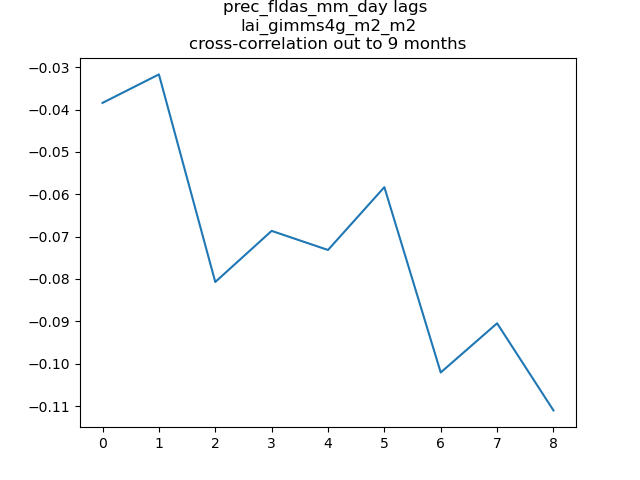 prec_fldas_mm_day lags
lai_gimms4g_m2_m2
cross-correlation out to 9 months
−0.03
−0.04
−0.05
−0.06
−0.07
−0.08
−0.09
−0.10
−0.11
0 1 2 3 4 5 6 7 8